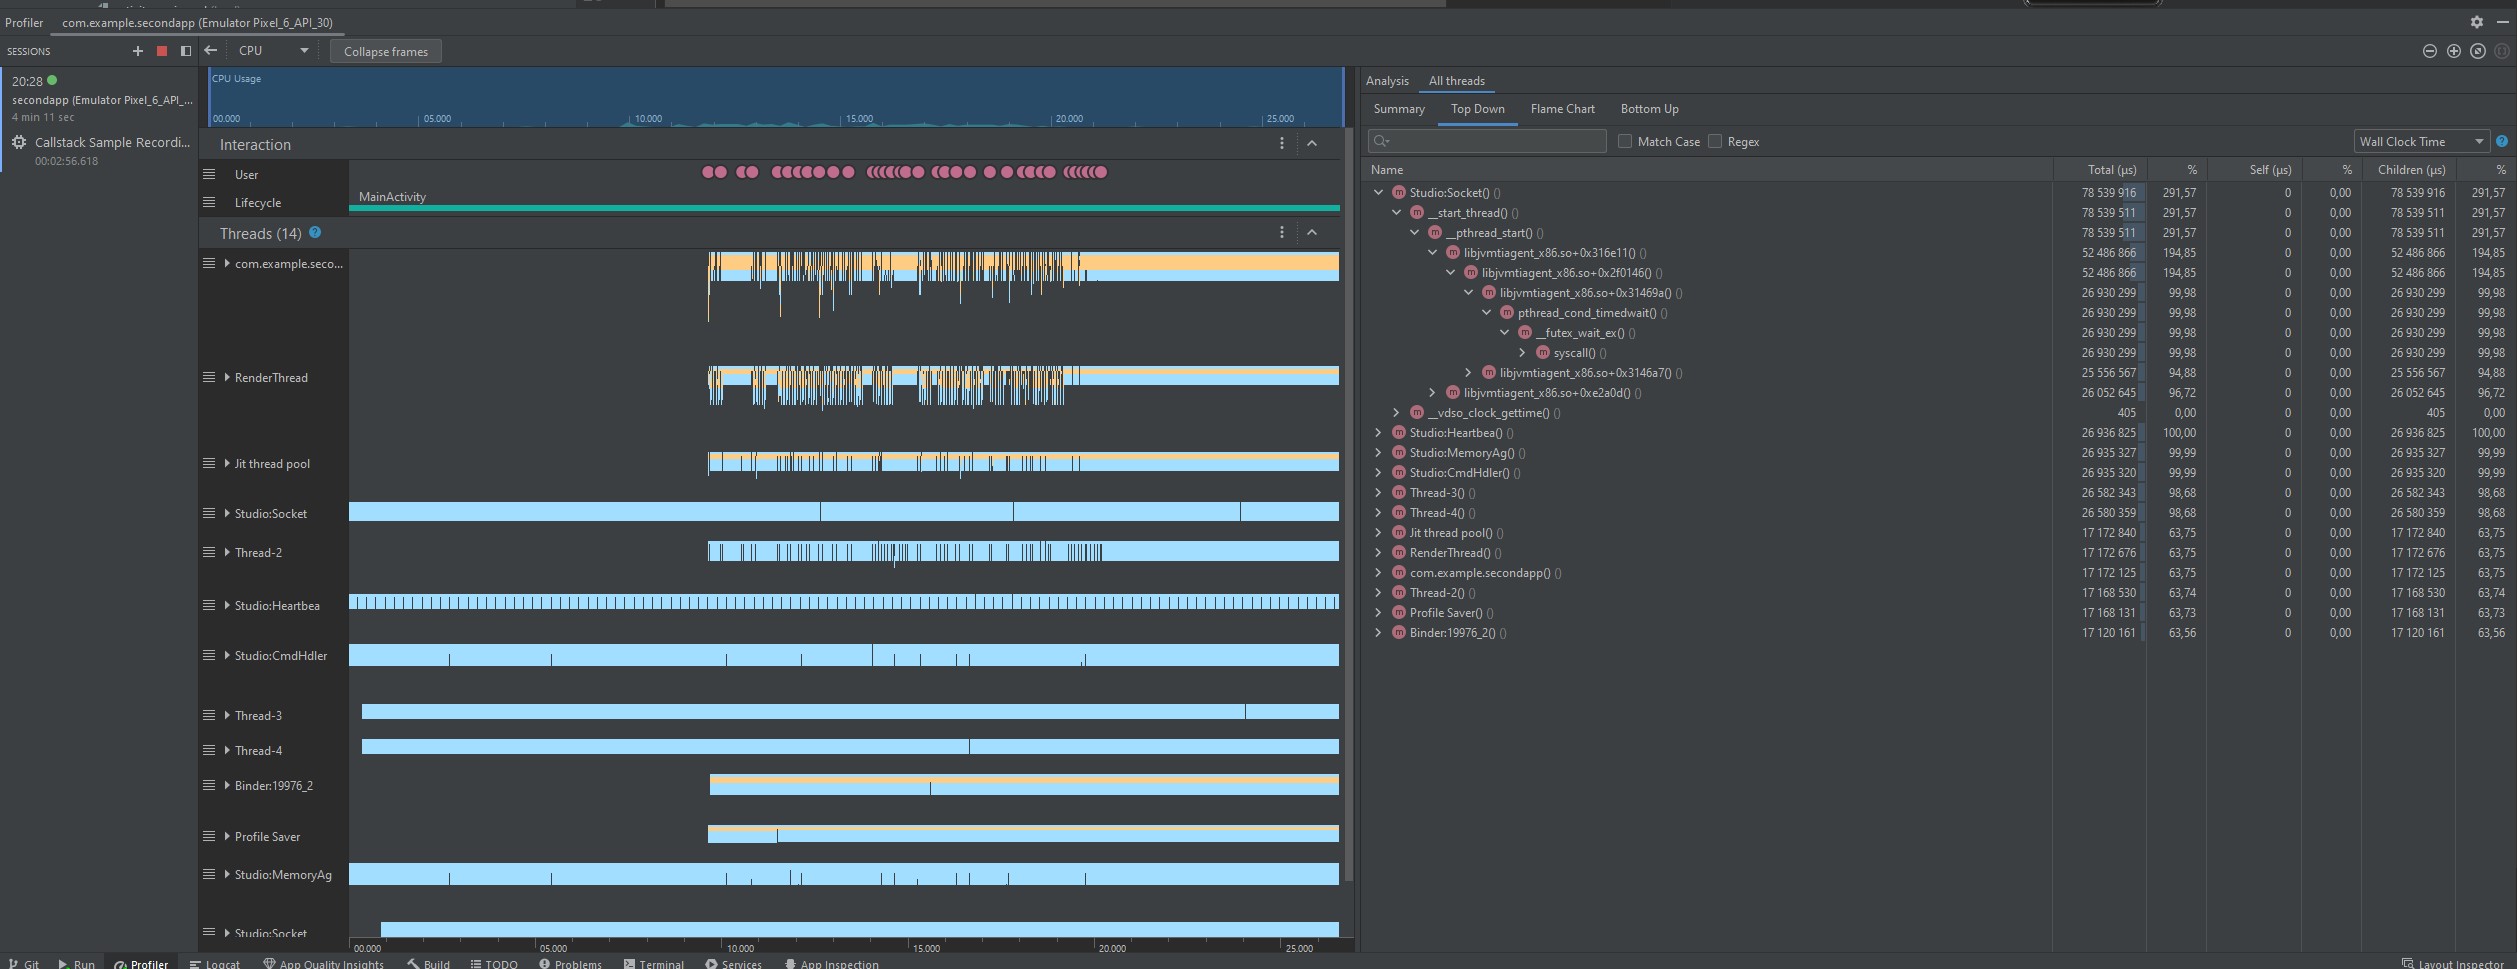 Profiler com.example.secondapp (Emulator Pixel_6_API_30)
SESSIONS CPU Collapse frames
20:28
secondapp (Emulator Pixel_6_API_...
4 min 11 sec
Callstack Sample Recordi...
00:02:56.618
CPU Usage
00.000 05.000 10.000 15.000 20.000 25.000
Interaction
User
MainActivity
Lifecycle
Threads (14) ?
com.example.seco...
RenderThread
Jit thread pool
Studio:Socket
Thread-2
Studio:Heartbea
Studio:CmdHdler
Thread-3
Thread-4
Binder:19976_2
Profile Saver
Studio:MemoryAg
Studio:Socket
00.000 05.000 10.000 15.000 20.000 25.000
Analysis All threads
Summary Top Down Flame Chart Bottom Up
Match Case Regex Wall Clock Time ?
Name Total (µs) % Self (µs) % Children (µs) %
m Studio:Socket() () 78 539 916 291,57 0 0,00 78 539 916 291,57
m __start_thread() () 78 539 511 291,57 0 0,00 78 539 511 291,57
m __pthread_start() () 78 539 511 291,57 0 0,00 78 539 511 291,57
m libjvmtiagent_x86.so+0x316e11() () 52 486 866 194,85 0 0,00 52 486 866 194,85
m libjvmtiagent_x86.so+0x2f0146() () 52 486 866 194,85 0 0,00 52 486 866 194,85
m libjvmtiagent_x86.so+0x31469a() () 26 930 299 99,98 0 0,00 26 930 299 99,98
m pthread_cond_timedwait() () 26 930 299 99,98 0 0,00 26 930 299 99,98
m __futex_wait_ex() () 26 930 299 99,98 0 0,00 26 930 299 99,98
m syscall() () 26 930 299 99,98 0 0,00 26 930 299 99,98
m libjvmtiagent_x86.so+0x3146a7() () 25 556 567 94,88 0 0,00 25 556 567 94,88
m libjvmtiagent_x86.so+0xe2a0d() () 26 052 645 96,72 0 0,00 26 052 645 96,72
m __vdso_clock_gettime() () 405 0,00 0 0,00 405 0,00
m Studio:Heartbea() () 26 936 825 100,00 0 0,00 26 936 825 100,00
m Studio:MemoryAg() () 26 935 327 99,99 0 0,00 26 935 327 99,99
m Studio:CmdHdler() () 26 935 320 99,99 0 0,00 26 935 320 99,99
m Thread-3() () 26 582 343 98,68 0 0,00 26 582 343 98,68
m Thread-4() () 26 580 359 98,68 0 0,00 26 580 359 98,68
m Jit thread pool() () 17 172 840 63,75 0 0,00 17 172 840 63,75
m RenderThread() () 17 172 676 63,75 0 0,00 17 172 676 63,75
m com.example.secondapp() () 17 172 125 63,75 0 0,00 17 172 125 63,75
m Thread-2() () 17 168 530 63,74 0 0,00 17 168 530 63,74
m Profile Saver() () 17 168 131 63,73 0 0,00 17 168 131 63,73
m Binder:19976_2() () 17 120 161 63,56 0 0,00 17 120 161 63,56
Git Run Profiler Logcat App Quality Insights Build TODO Problems Terminal Services App Inspection Layout Inspector